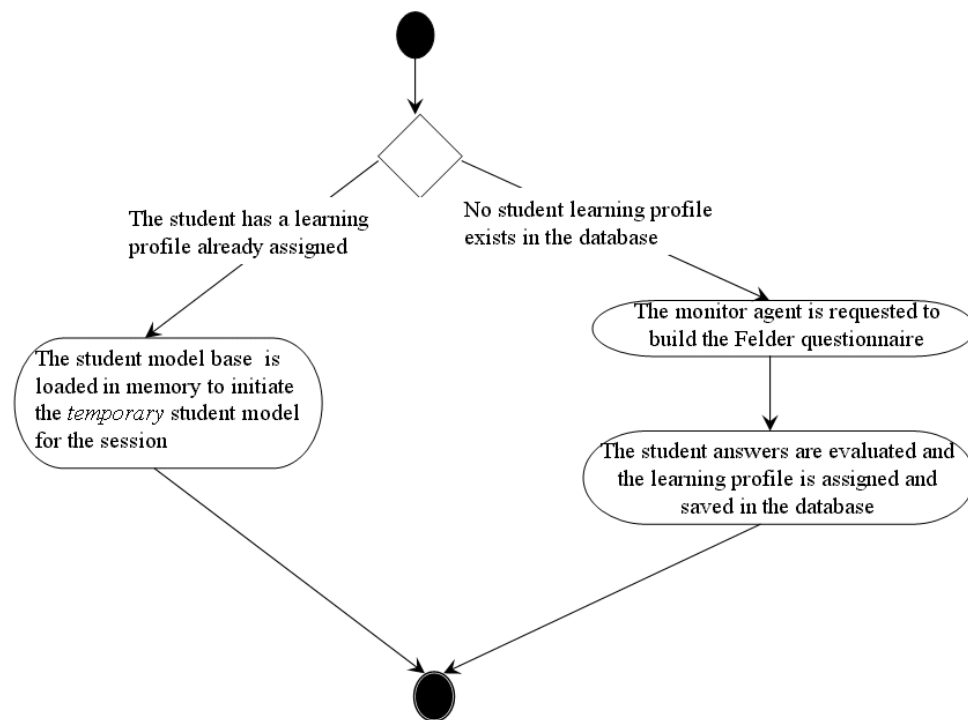 The student has a learning
profile already assigned
No student learning profile
exists in the database
The monitor agent is requested to
build the Felder questionnaire
The student model base is
loaded in memory to initiate
the temporary student model
for the session
The student answers are evaluated and
the learning profile is assigned and
saved in the database